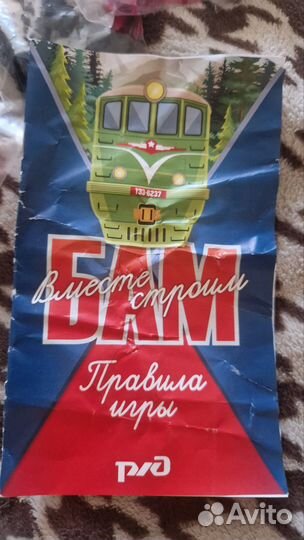 ТЭ3-6237
Вместе строим
БАМ
Правила
игры
ржд
Avito